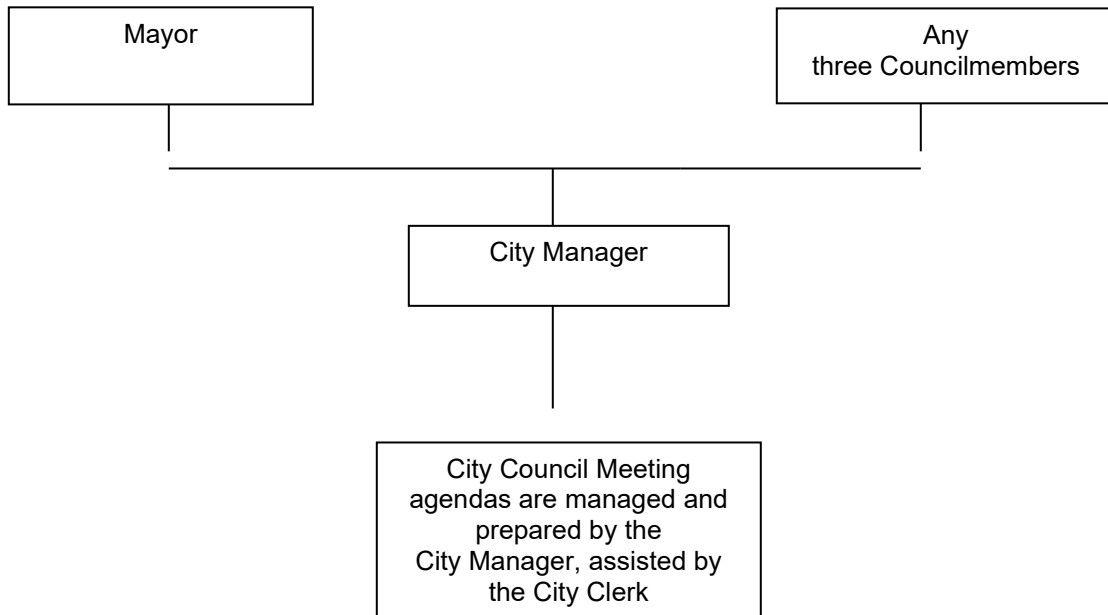 Mayor
Any
three Councilmembers
City Manager
City Council Meeting
agendas are managed and
prepared by the
City Manager, assisted by
the City Clerk